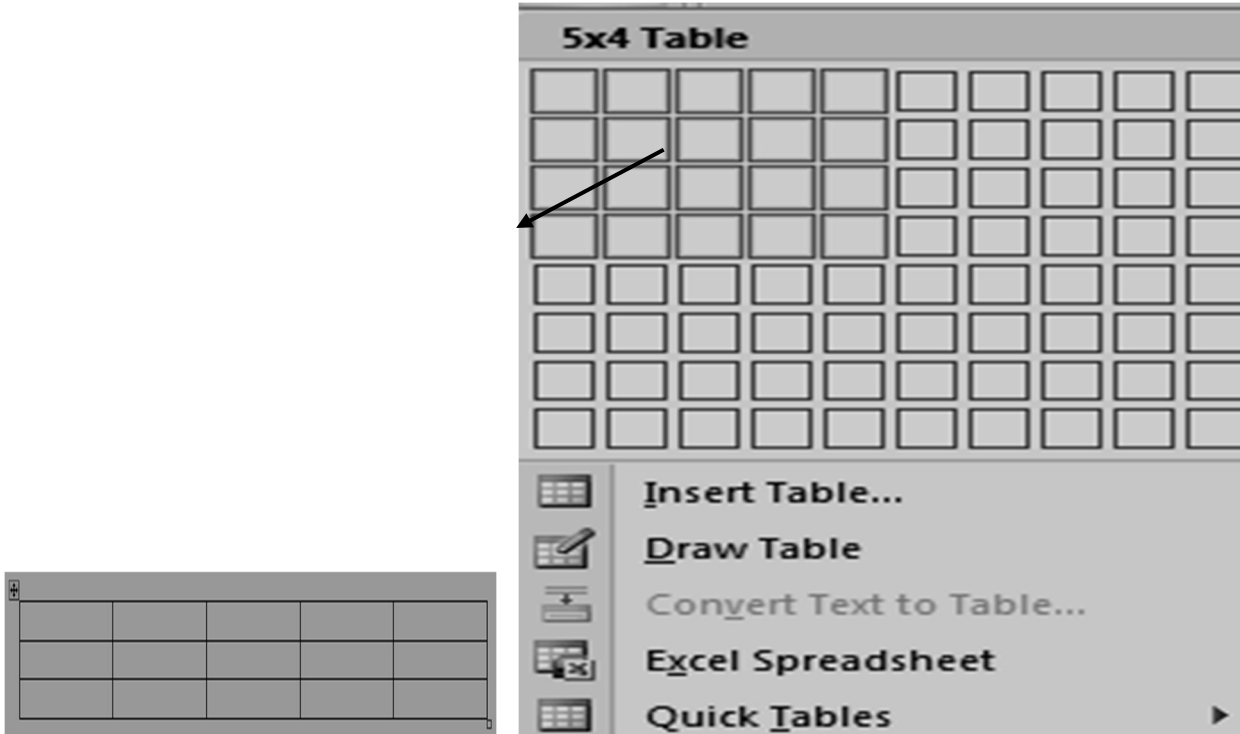 5x4 Table
Insert Table...
Draw Table
Convert Text to Table...
Excel Spreadsheet
Quick Tables